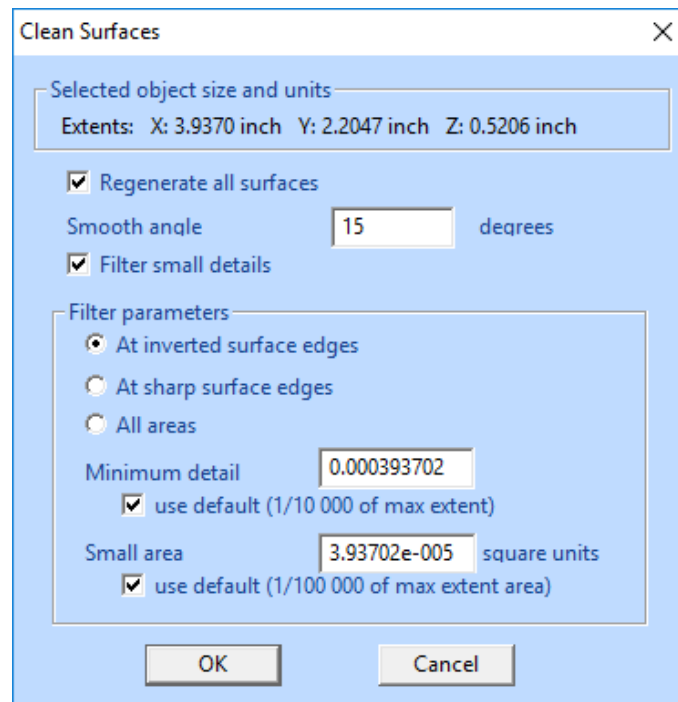 Clean Surfaces
Selected object size and units
Extents: X: 3.9370 inch Y: 2.2047 inch Z: 0.5206 inch
Regenerate all surfaces
Smooth angle 15 degrees
Filter small details
Filter parameters
At inverted surface edges
At sharp surface edges
All areas
Minimum detail 0.000393702
use default (1/10 000 of max extent)
Small area 3.93702e-005 square units
use default (1/100 000 of max extent area)
OK Cancel